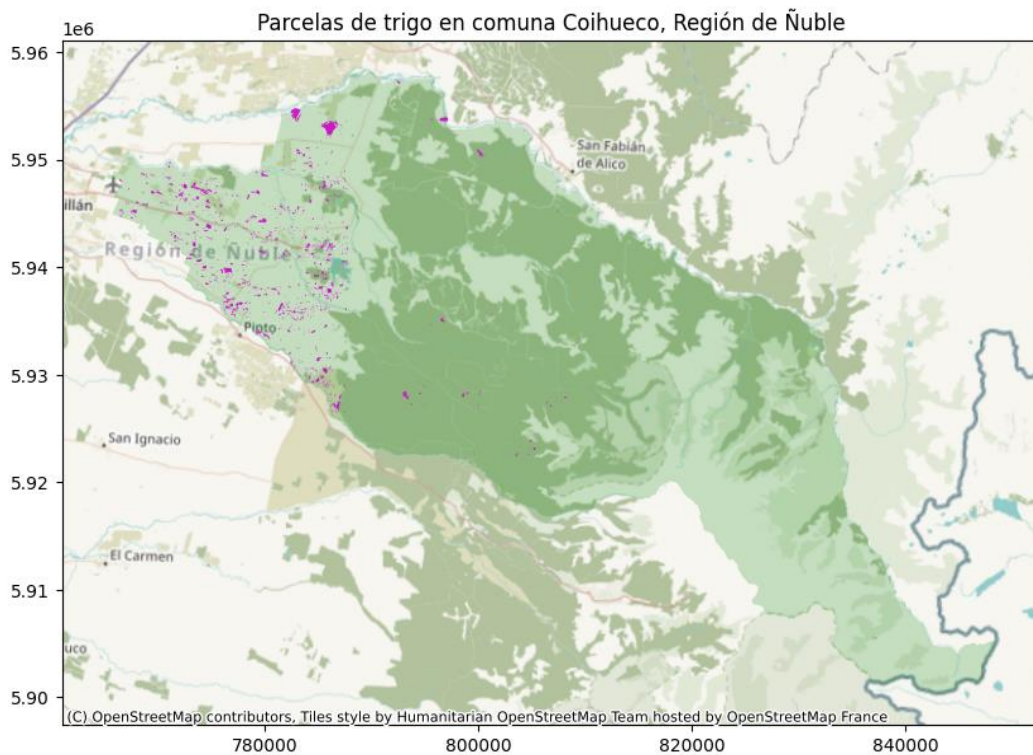 Parcelas de trigo en comuna Coihueco, Región de Ñuble
1e6
5.96
5.95
5.94
5.93
5.92
5.91
5.90
San Fabián
de Alico
illán
Región de Ñuble
Pinto
San Ignacio
El Carmen
uco
(C) OpenStreetMap contributors, Tiles style by Humanitarian OpenStreetMap Team hosted by OpenStreetMap France
780000
800000
820000
840000